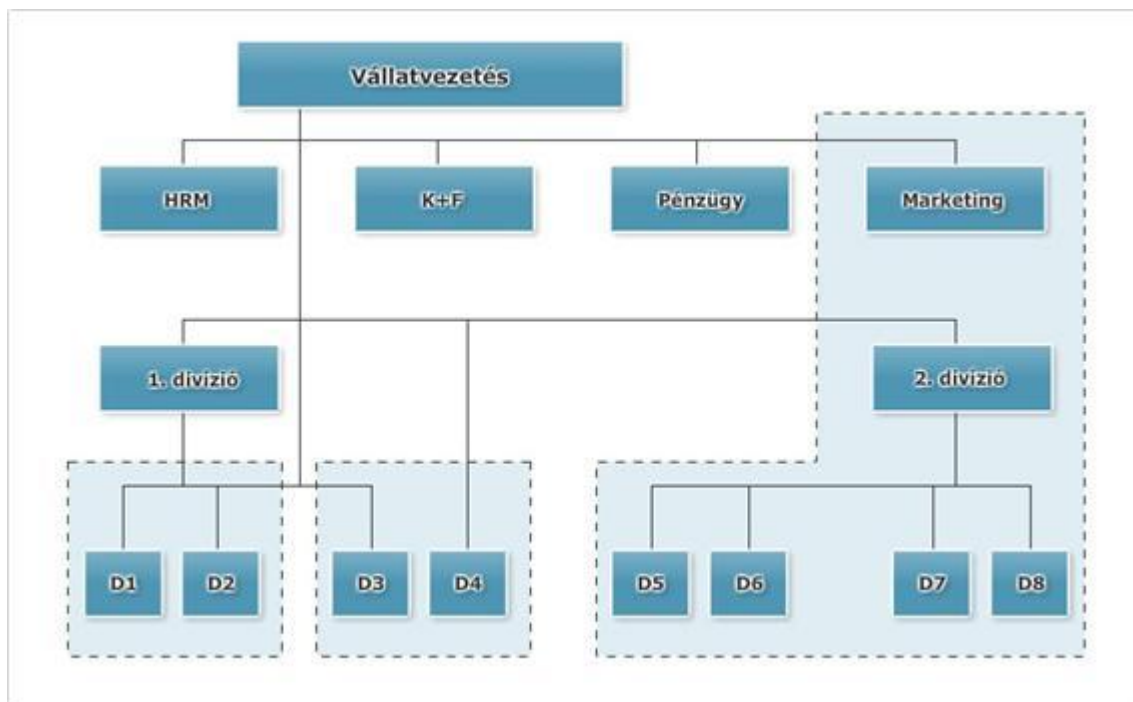 Vállatvezetés
HRM
K+F
Pénzügy
Marketing
1. divízió
2. divízió
D1
D2
D3
D4
D5
D6
D7
D8